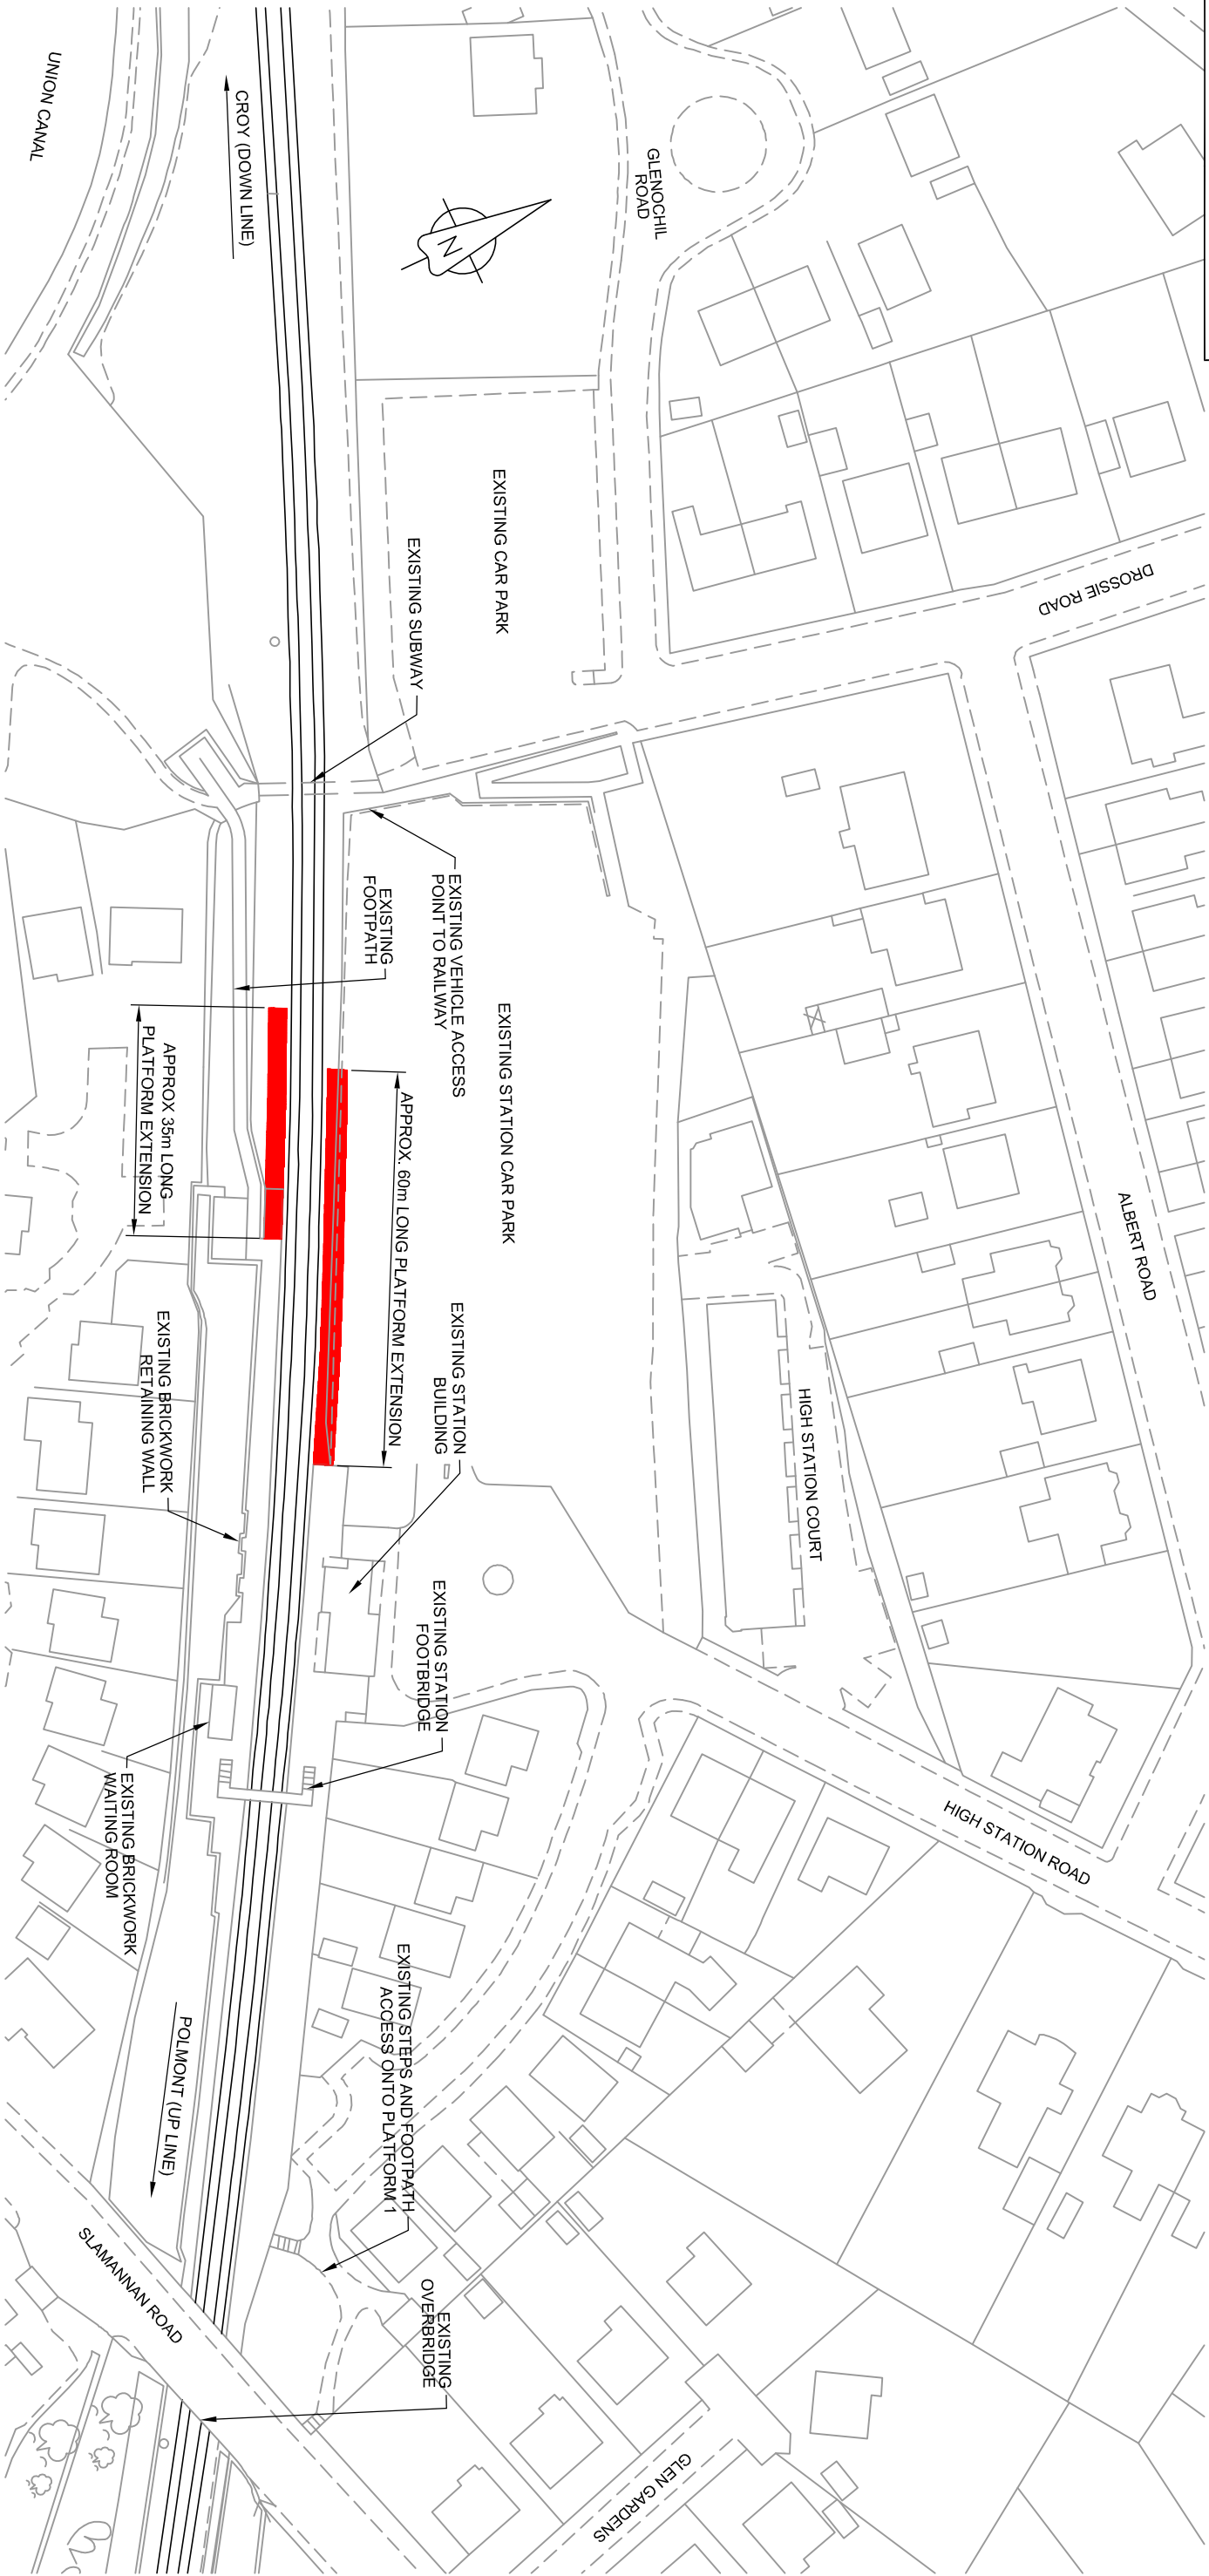 UNION CANAL
CROY (DOWN LINE)
N
GLENOCHIL
ROAD
EXISTING CAR PARK
EXISTING SUBWAY
DROSSIE ROAD
EXISTING VEHICLE ACCESS
POINT TO RAILWAY
EXISTING
FOOTPATH
EXISTING STATION CAR PARK
APPROX 35m LONG
PLATFORM EXTENSION
APPROX. 60m LONG PLATFORM EXTENSION
ALBERT ROAD
EXISTING STATION
BUILDING
EXISTING BRICKWORK
RETAINING WALL
HIGH STATION COURT
EXISTING STATION
FOOTBRIDGE
EXISTING BRICKWORK
WAITING ROOM
HIGH STATION ROAD
EXISTING STEPS AND FOOTPATH
ACCESS ONTO PLATFORM 1
POLMONT (UP LINE)
SLAMANNAN ROAD
EXISTING
OVERBRIDGE
GLEN GARDENS